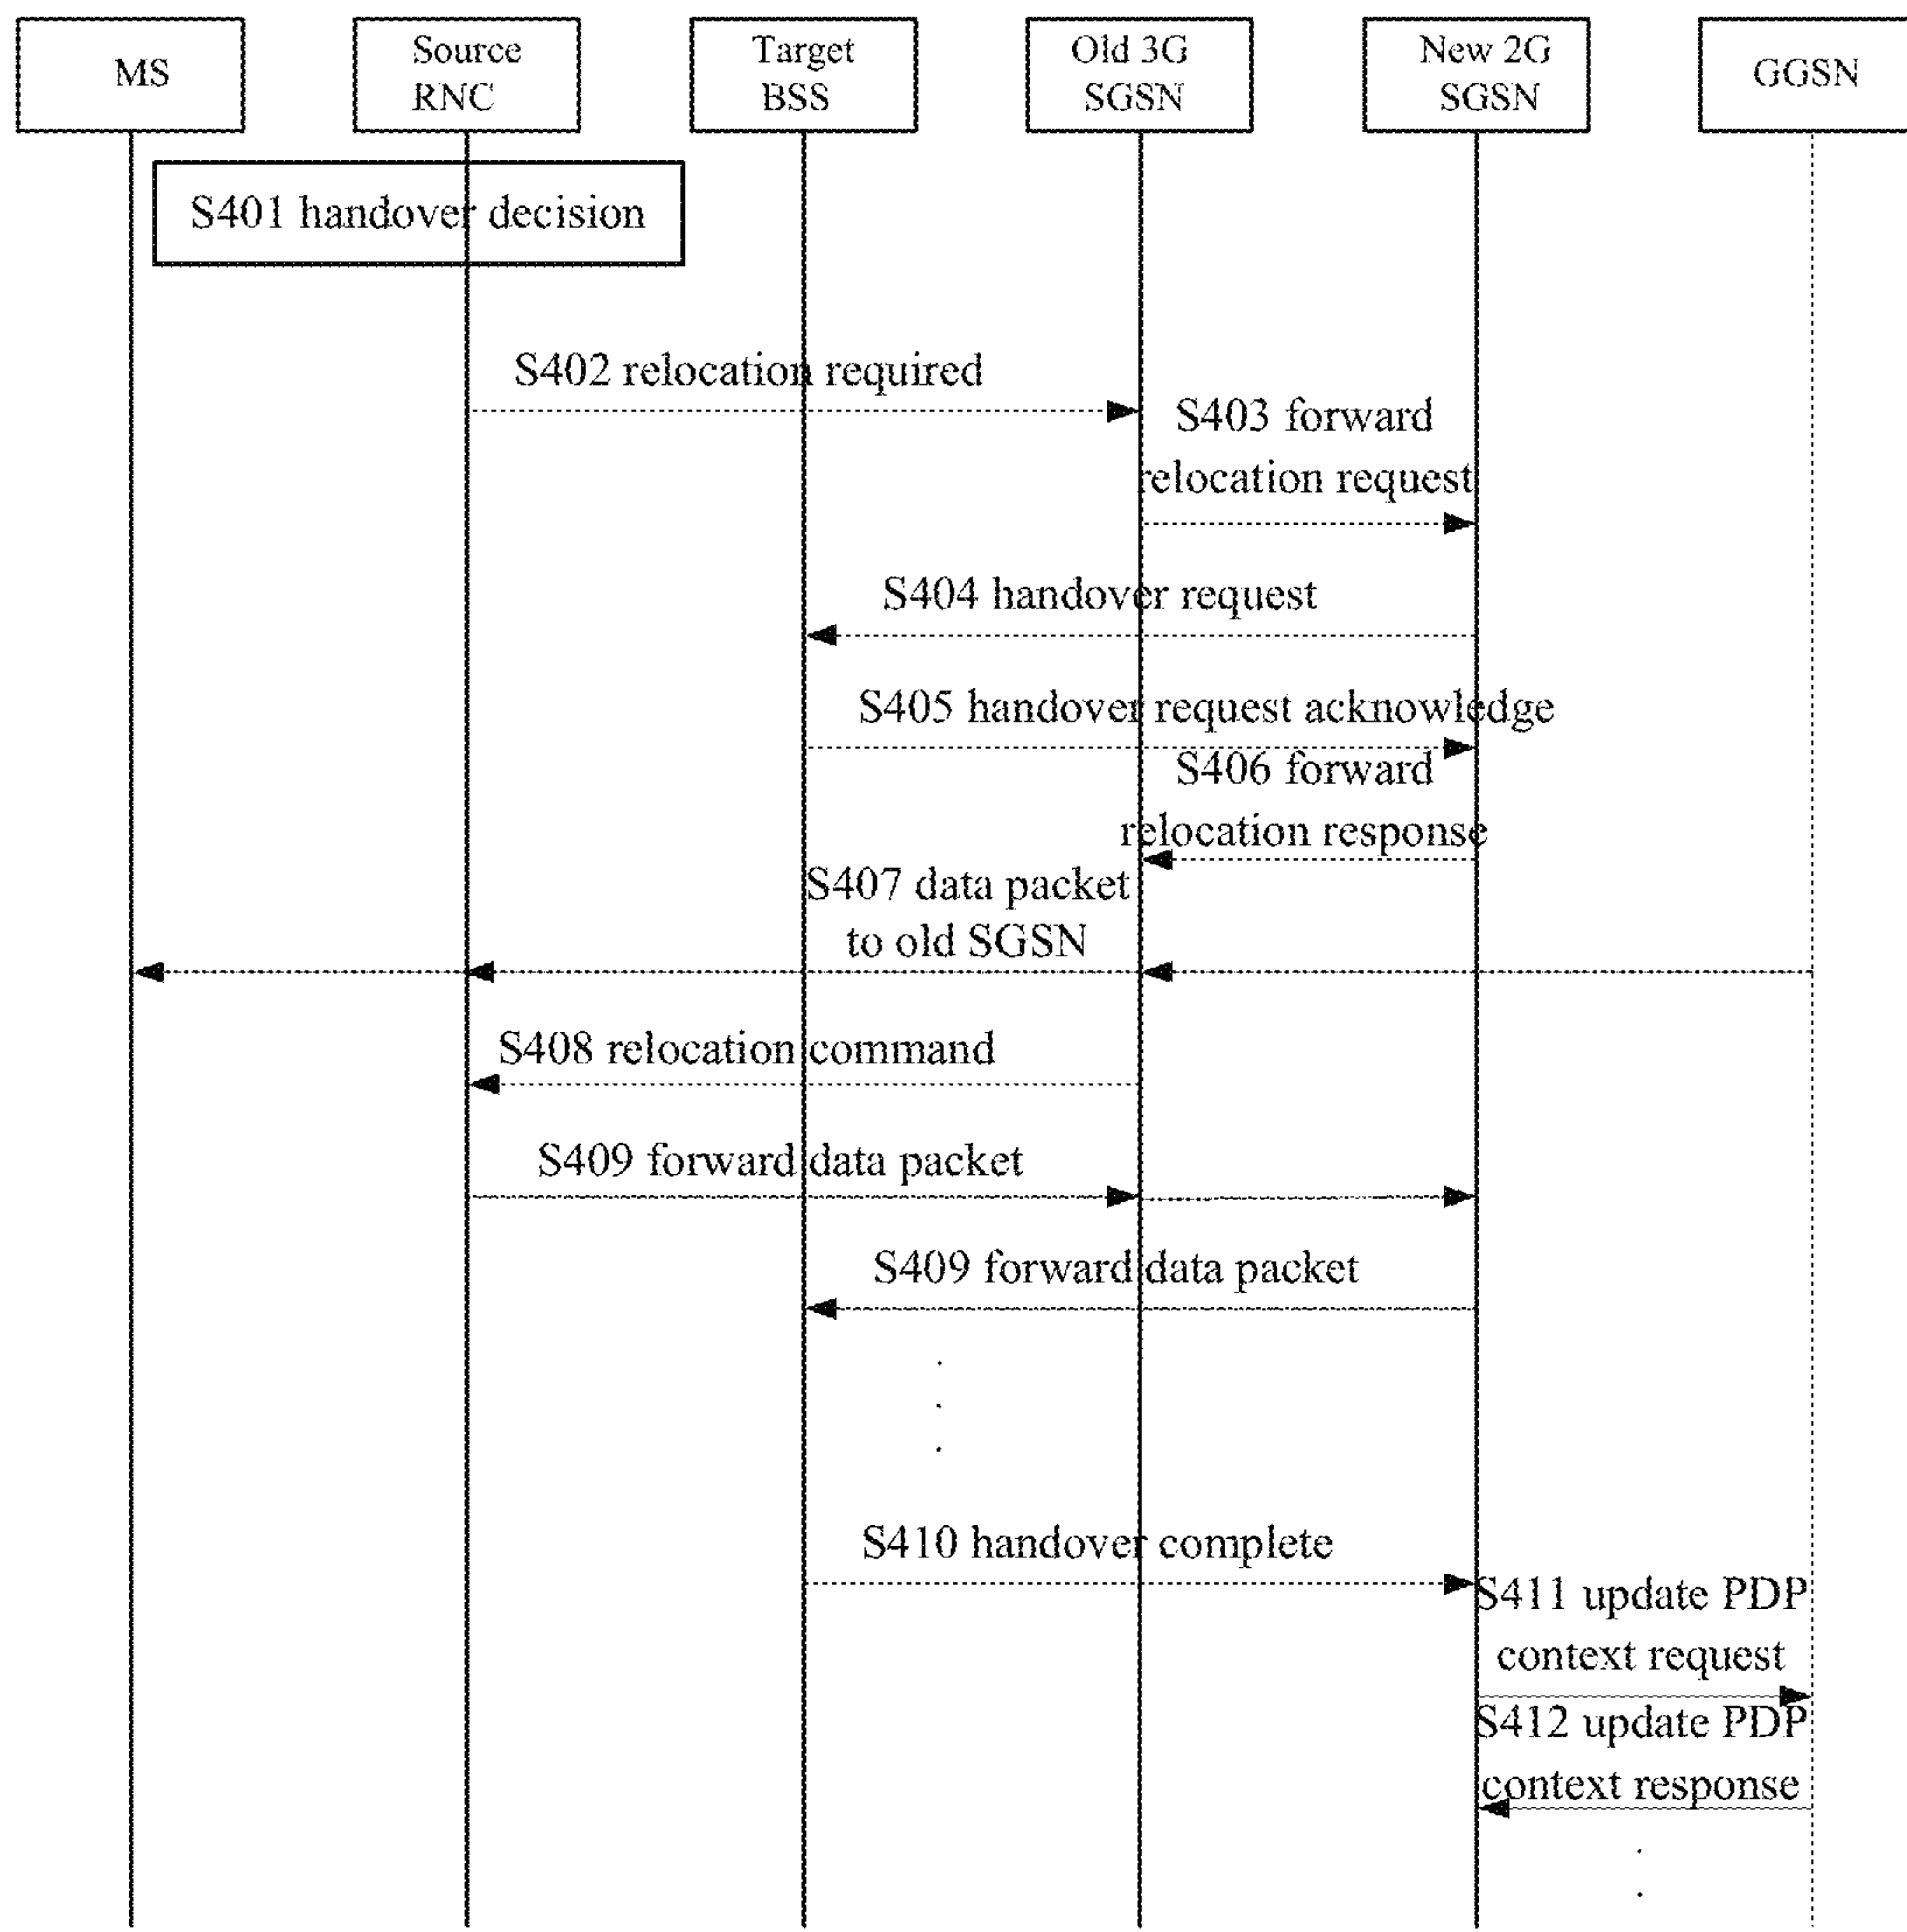 MS
Source
RNC
Target
BSS
Old 3G
SGSN
New 2G
SGSN
GGSN
S401 handover decision
S402 relocation required
S403 forward
relocation request
S404 handover request
S405 handover request acknowledge
S406 forward
relocation response
S407 data packet
to old SGSN
S408 relocation command
S409 forward data packet
S409 forward data packet
S410 handover complete
S411 update PDP
context request
S412 update PDP
context response